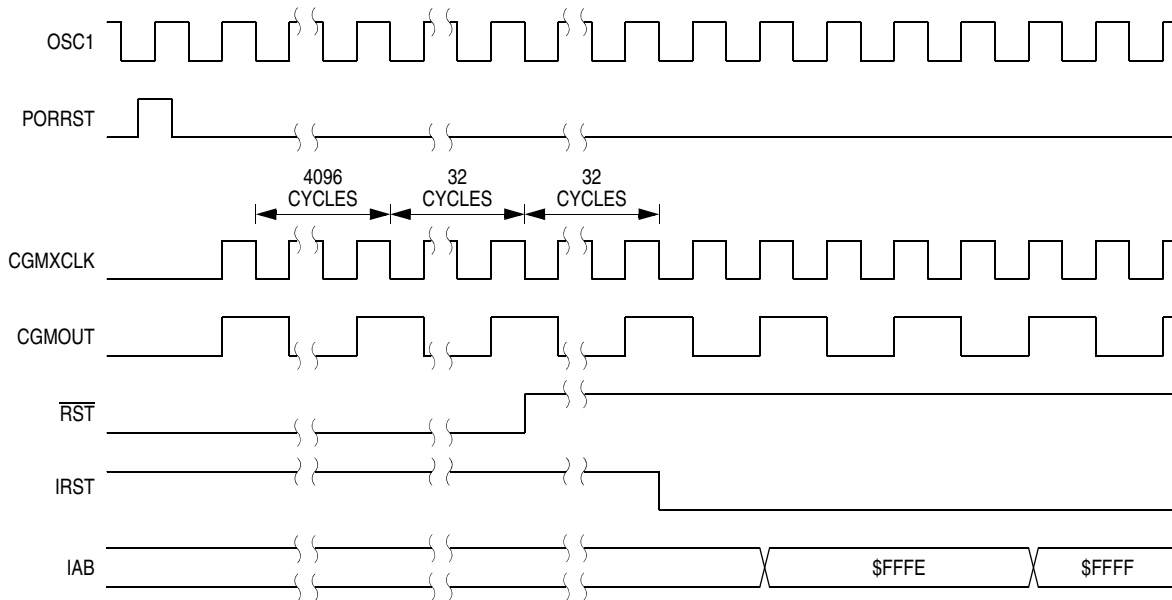 OSC1
PORRST
4096
CYCLES
32
CYCLES
32
CYCLES
CGMXCLK
CGMOUT
RST
IRST
IAB
$FFFE
$FFFF